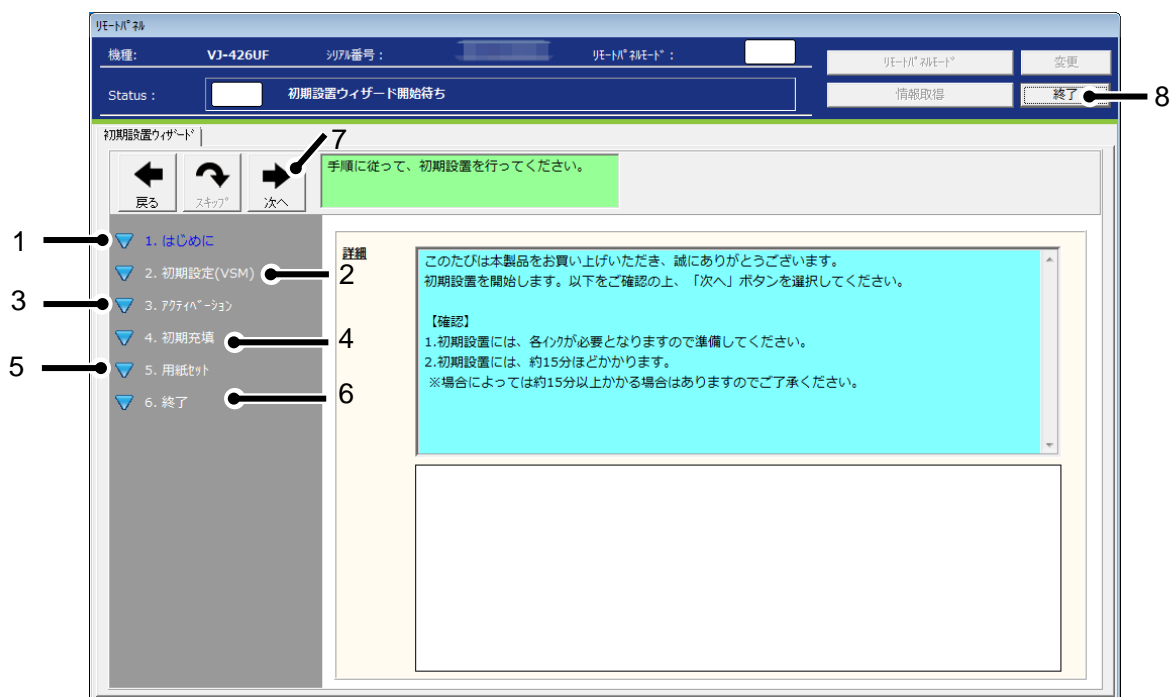 ﾘﾓｰﾄﾊﾟﾈﾙ
機種: VJ-426UF ｼﾘｱﾙ番号 : ﾘﾓｰﾄﾊﾟﾈﾙﾓｰﾄﾞ :
ﾘﾓｰﾄﾊﾟﾈﾙﾓｰﾄﾞ 変更
Status : 初期設置ウィザード開始待ち
情報取得 終了 8
初期設置ウィザード
7
戻る ｽｷｯﾌﾟ 次へ
手順に従って、初期設置を行ってください。
1 1. はじめに
2. 初期設定(VSM) 2
3 3. ｱｸﾃｨﾍﾞｰｼｮﾝ
4. 初期充填 4
5 5. 用紙ｾｯﾄ
6. 終了 6
詳細
このたびは本製品をお買い上げいただき、誠にありがとうございます。
初期設置を開始します。以下をご確認の上、「次へ」ボタンを選択してください。
【確認】
1.初期設置には、各ｲﾝｸが必要となりますので準備してください。
2.初期設置には、約15分ほどかかります。
※場合によっては約15分以上かかる場合はありますのでご了承ください。